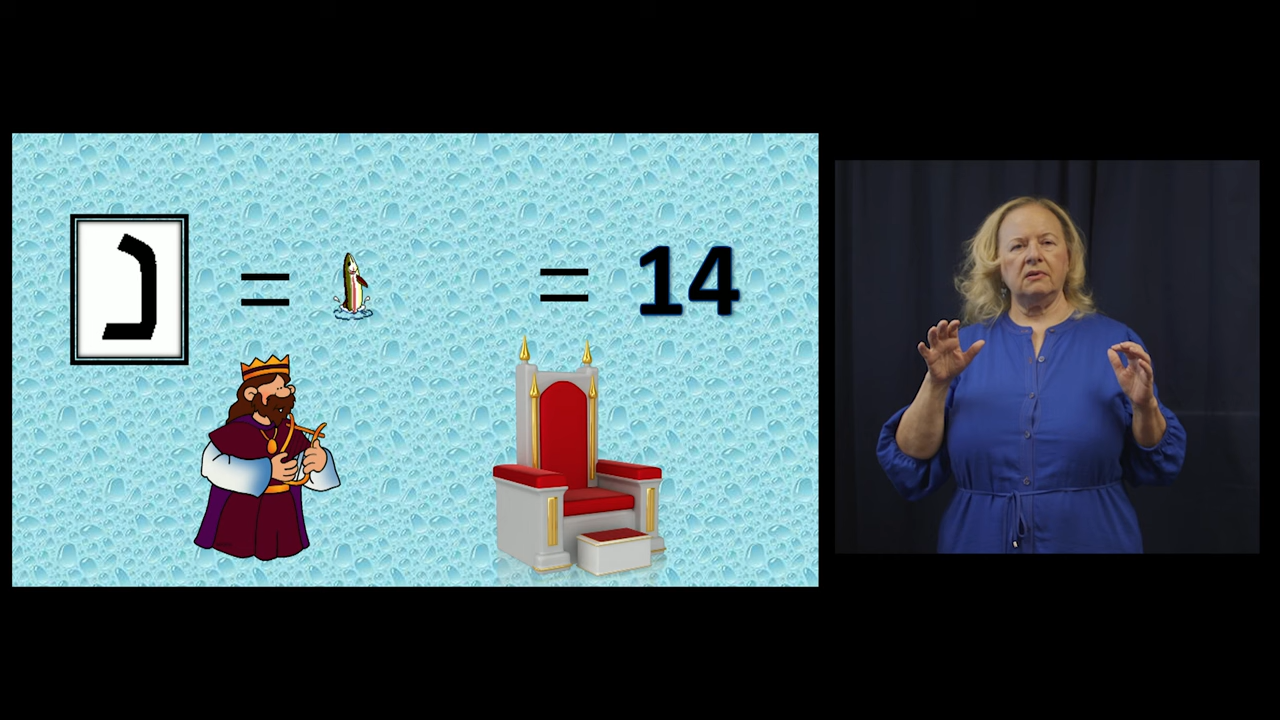 נ = = 14